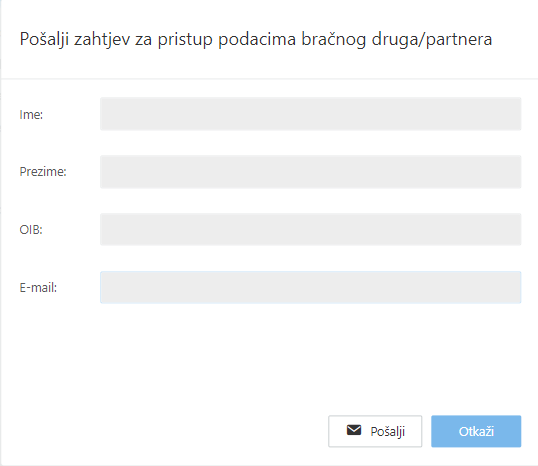 Pošalji zahtjev za pristup podacima bračnog druga/partnera
Ime:
Prezime:
OIB:
E-mail:
Pošalji
Otkaži